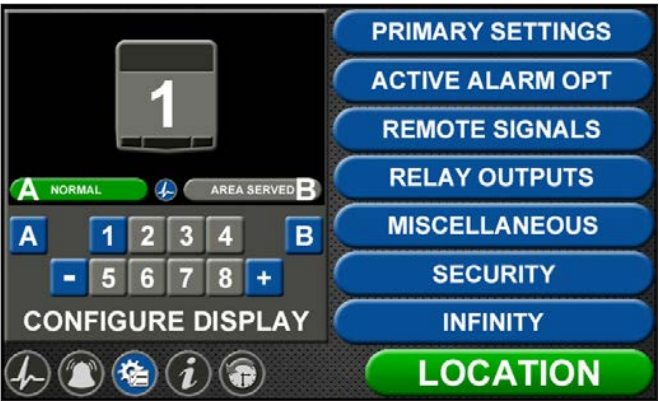 1
A NORMAL AREA SERVED B
A 1 2 3 4 B
- 5 6 7 8 +
CONFIGURE DISPLAY
i
PRIMARY SETTINGS
ACTIVE ALARM OPT
REMOTE SIGNALS
RELAY OUTPUTS
MISCELLANEOUS
SECURITY
INFINITY
LOCATION